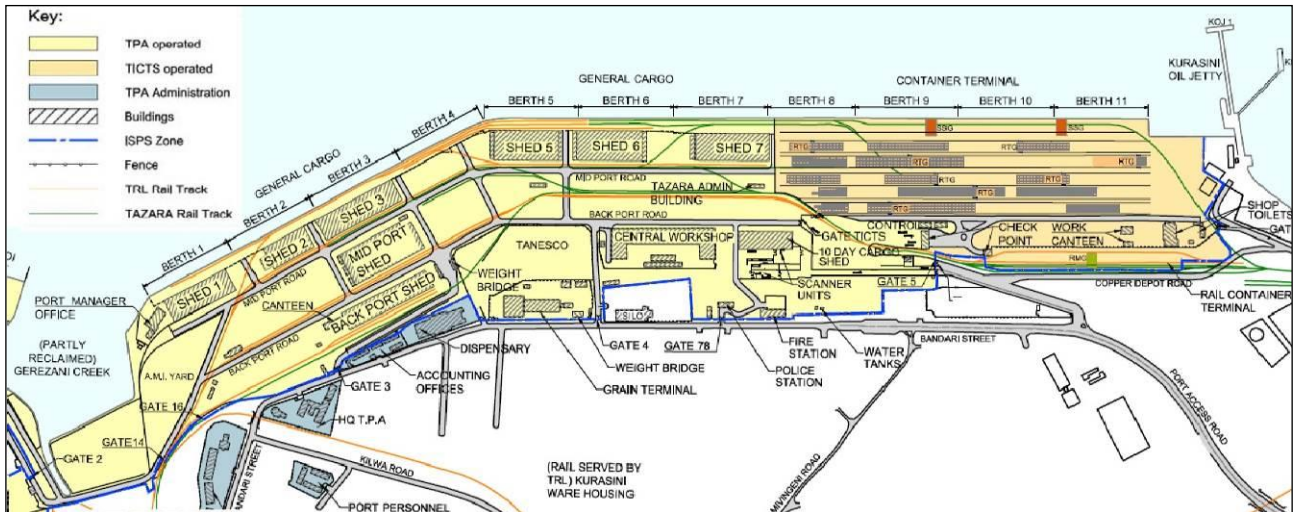 Key:
TPA operated
TICTS operated
TPA Administration
Buildings
ISPS Zone
Fence
TRL Rail Track
TAZARA Rail Track
KOJ 1
KURASINI
OIL JETTY
GENERAL CARGO
CONTAINER TERMINAL
BERTH 5
BERTH 6
BERTH 7
BERTH 8
BERTH 9
BERTH 10
BERTH 11
BERTH 4
GENERAL CARGO
BERTH 3
BERTH 2
BERTH 1
SSG
SSG
SHED 5
SHED 6
SHED 7
RTG
RTG
RTG
RTG
RTG
RTG
RTG
RTG
MID PORT ROAD
TAZARA ADMIN
BUILDING
BACK PORT ROAD
SHED 3
SHED 2
SHED 1
MID PORT ROAD
MID PORT
SHED
CANTEEN
BACK PORT SHED
BACK PORT ROAD
PORT MANAGER
OFFICE
(PARTLY
RECLAIMED)
GEREZANI CREEK
A.M.I. YARD
TANESCO
WEIGHT
BRIDGE
CENTRAL WORKSHOP
GATE TICTS
CONTROL
10 DAY CARGO
SHED
SCANNER
UNITS
GATE 5
CHECK
POINT
WORK
CANTEEN
SHOP
TOILETS
GAT
RMG
COPPER DEPOT ROAD
RAIL CONTAINER
TERMINAL
SILO
DISPENSARY
GATE 4
GATE 78
FIRE
STATION
WATER
TANKS
BANDARI STREET
WEIGHT BRIDGE
POLICE
STATION
GRAIN TERMINAL
GATE 3
ACCOUNTING
OFFICES
GATE 16
HQ T.P.A
GATE14
GATE 2
KILWA ROAD
(RAIL SERVED BY
TRL) KURASINI
WARE HOUSING
PORT ACCESS ROAD
PORT PERSONNEL